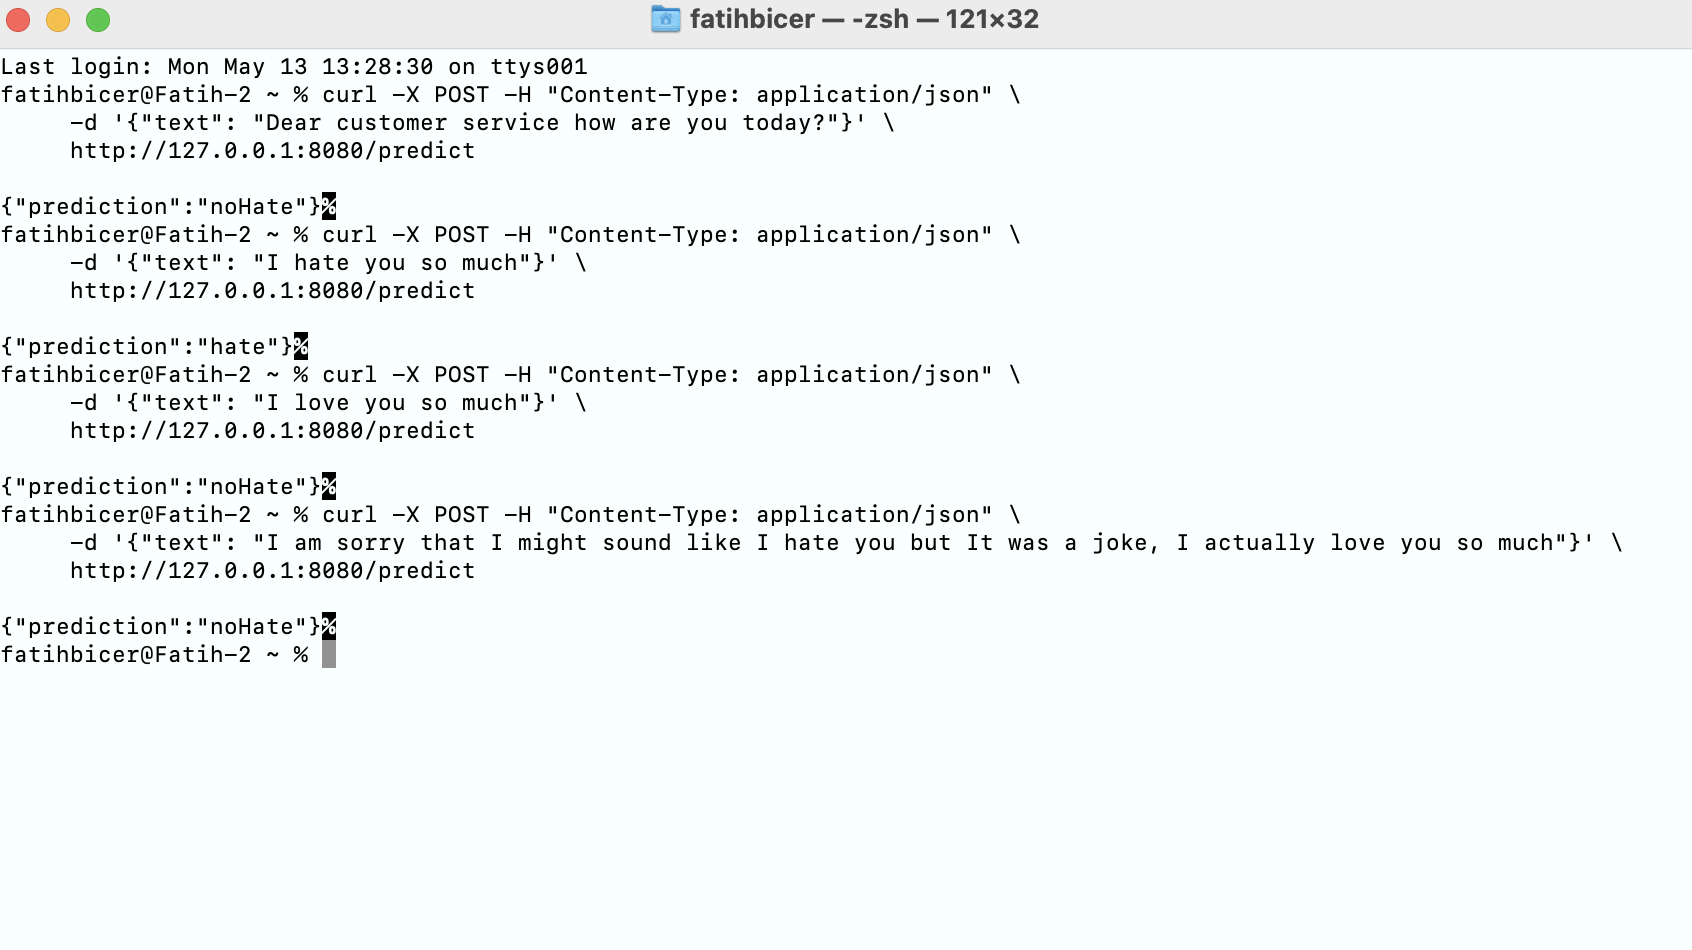 fatihbicer — -zsh — 121×32
Last login: Mon May 13 13:28:30 on ttys001
fatihbicer@Fatih-2 ~ % curl -X POST -H "Content-Type: application/json" \
     -d '{"text": "Dear customer service how are you today?"}' \
     http://127.0.0.1:8080/predict
{"prediction":"noHate"}%
fatihbicer@Fatih-2 ~ % curl -X POST -H "Content-Type: application/json" \
     -d '{"text": "I hate you so much"}' \
     http://127.0.0.1:8080/predict
{"prediction":"hate"}%
fatihbicer@Fatih-2 ~ % curl -X POST -H "Content-Type: application/json" \
     -d '{"text": "I love you so much"}' \
     http://127.0.0.1:8080/predict
{"prediction":"noHate"}%
fatihbicer@Fatih-2 ~ % curl -X POST -H "Content-Type: application/json" \
     -d '{"text": "I am sorry that I might sound like I hate you but It was a joke, I actually love you so much"}' \
     http://127.0.0.1:8080/predict
{"prediction":"noHate"}%
fatihbicer@Fatih-2 ~ %